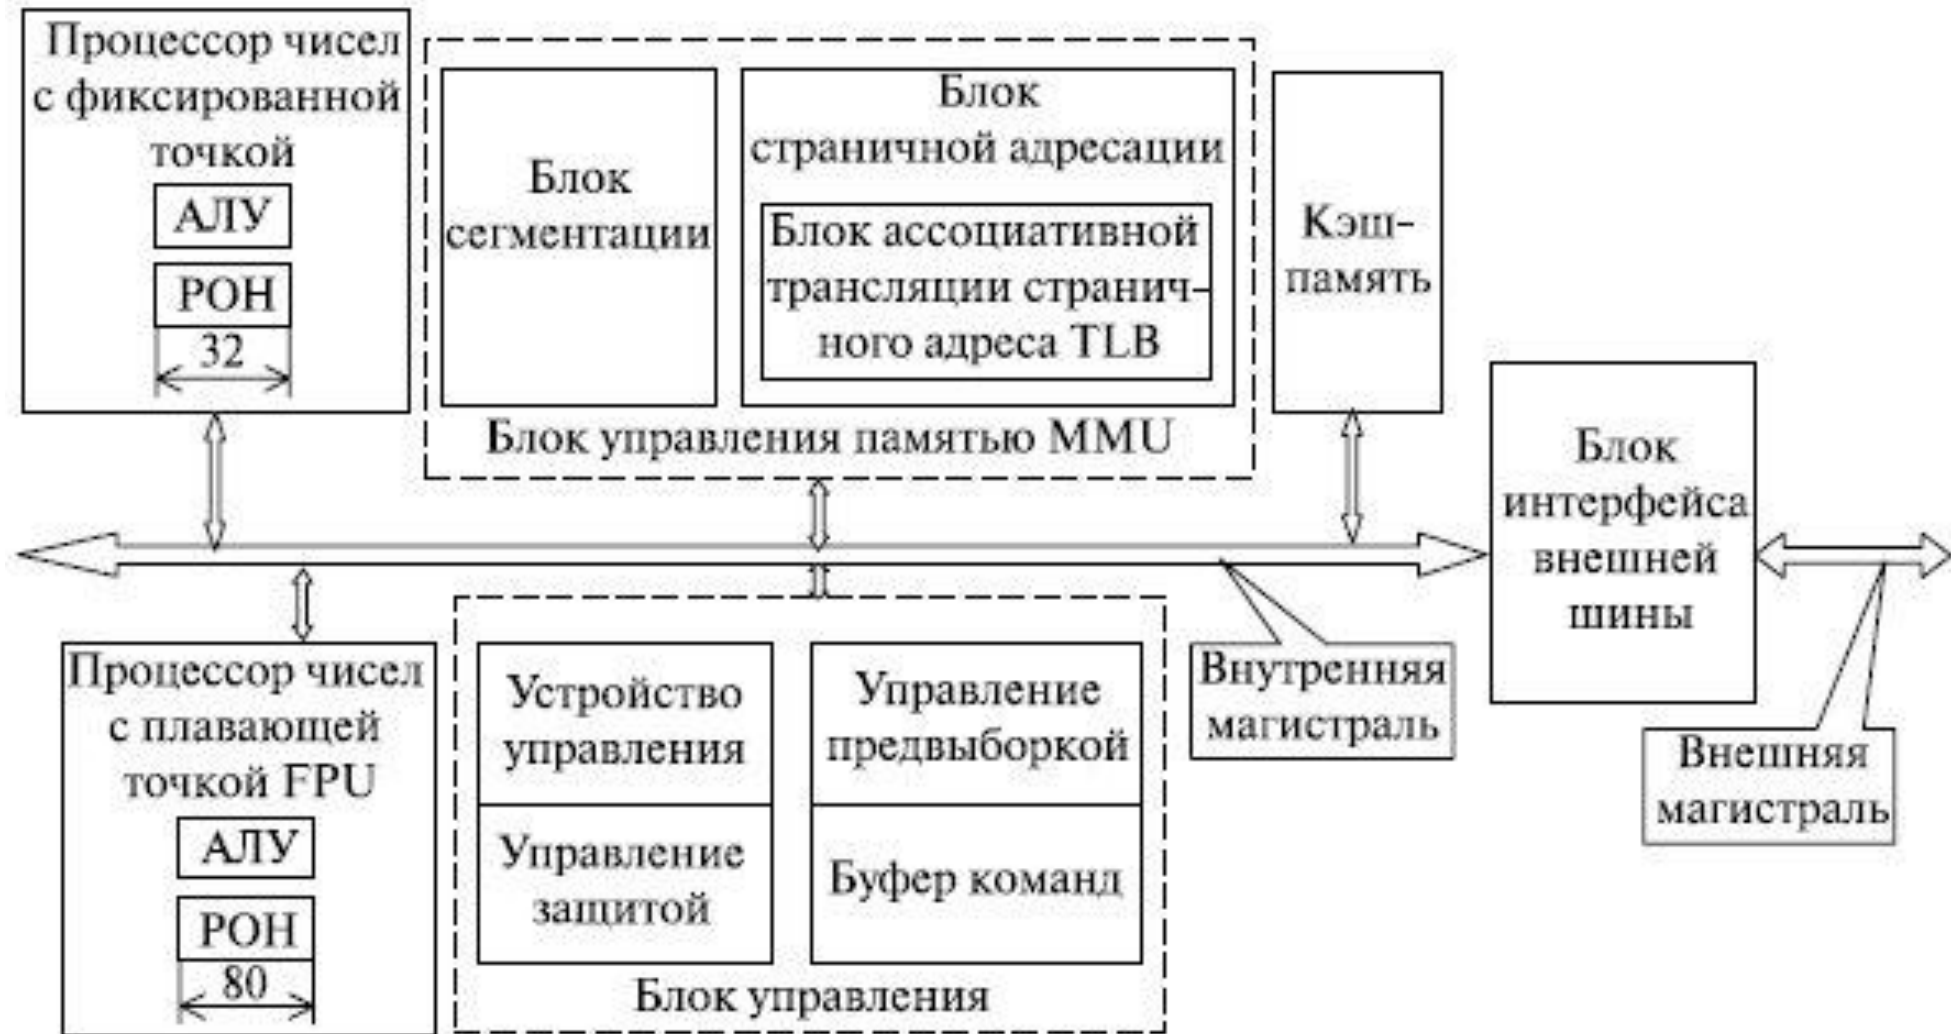 Процессор чисел
с фиксированной
точкой
АЛУ
РОН
32
Блок
сегментации
Блок
страничной адресации
Блок ассоциативной
трансляции странич-
ного адреса TLB
Блок управления памятью MMU
Кэш-
память
Блок
интерфейса
внешней
шины
Процессор чисел
с плавающей
точкой FPU
АЛУ
РОН
80
Устройство
управления
Управление
защитой
Управление
предвыборкой
Буфер команд
Блок управления
Внутренняя
магистраль
Внешняя
магистраль